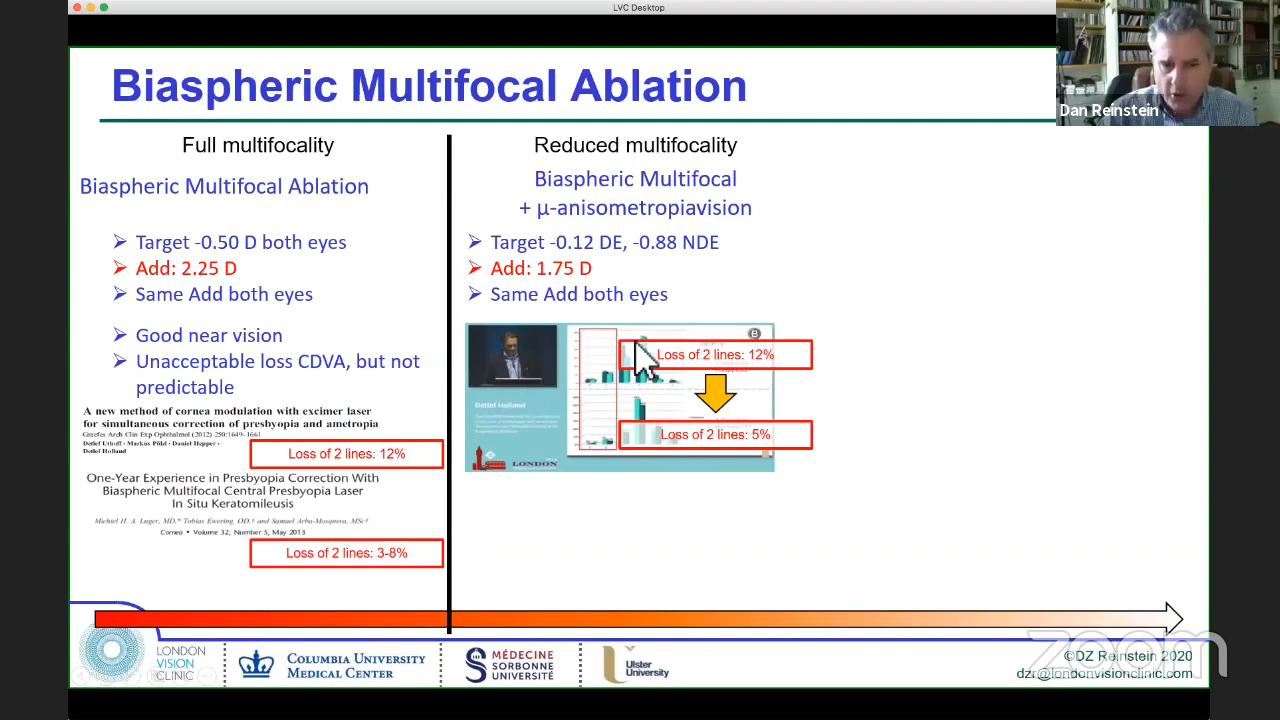 LVC Desktop
Biaspheric Multifocal Ablation
Dan Reinstein
Full multifocality
Biaspheric Multifocal Ablation
➢ Target -0.50 D both eyes
➢ Add: 2.25 D
➢ Same Add both eyes
➢ Good near vision
➢ Unacceptable loss CDVA, but not
predictable
A new method of cornea modulation with excimer laser
for simultaneous correction of presbyopia and ametropia
Graefes Arch Clin Exp Ophthalmol (2012) 250:1649–1661
Detlef Uthoff · Markus Pölzl · Daniel Hepper ·
Detlef Holland
Loss of 2 lines: 12%
One-Year Experience in Presbyopia Correction With
Biaspheric Multifocal Central Presbyopia Laser
In Situ Keratomileusis
Michiel H. A. Luger, MD,* Tobias Ewering, OD,† and Samuel Arba-Mosquera, MSc†
Cornea • Volume 32, Number 5, May 2013
Loss of 2 lines: 3-8%
Reduced multifocality
Biaspheric Multifocal
+ μ-anisometropiavision
➢ Target -0.12 DE, -0.88 NDE
➢ Add: 1.75 D
➢ Same Add both eyes
B
Loss of 2 lines: 12%
Detlef Holland
Loss of 2 lines: 5%
LONDON
LONDON
VISION
CLINIC
COLUMBIA UNIVERSITY
MEDICAL CENTER
MÉDECINE
SORBONNE
UNIVERSITÉ
Ulster
University
©DZ Reinstein 2020
dzr@londonvisionclinic.com
zoom